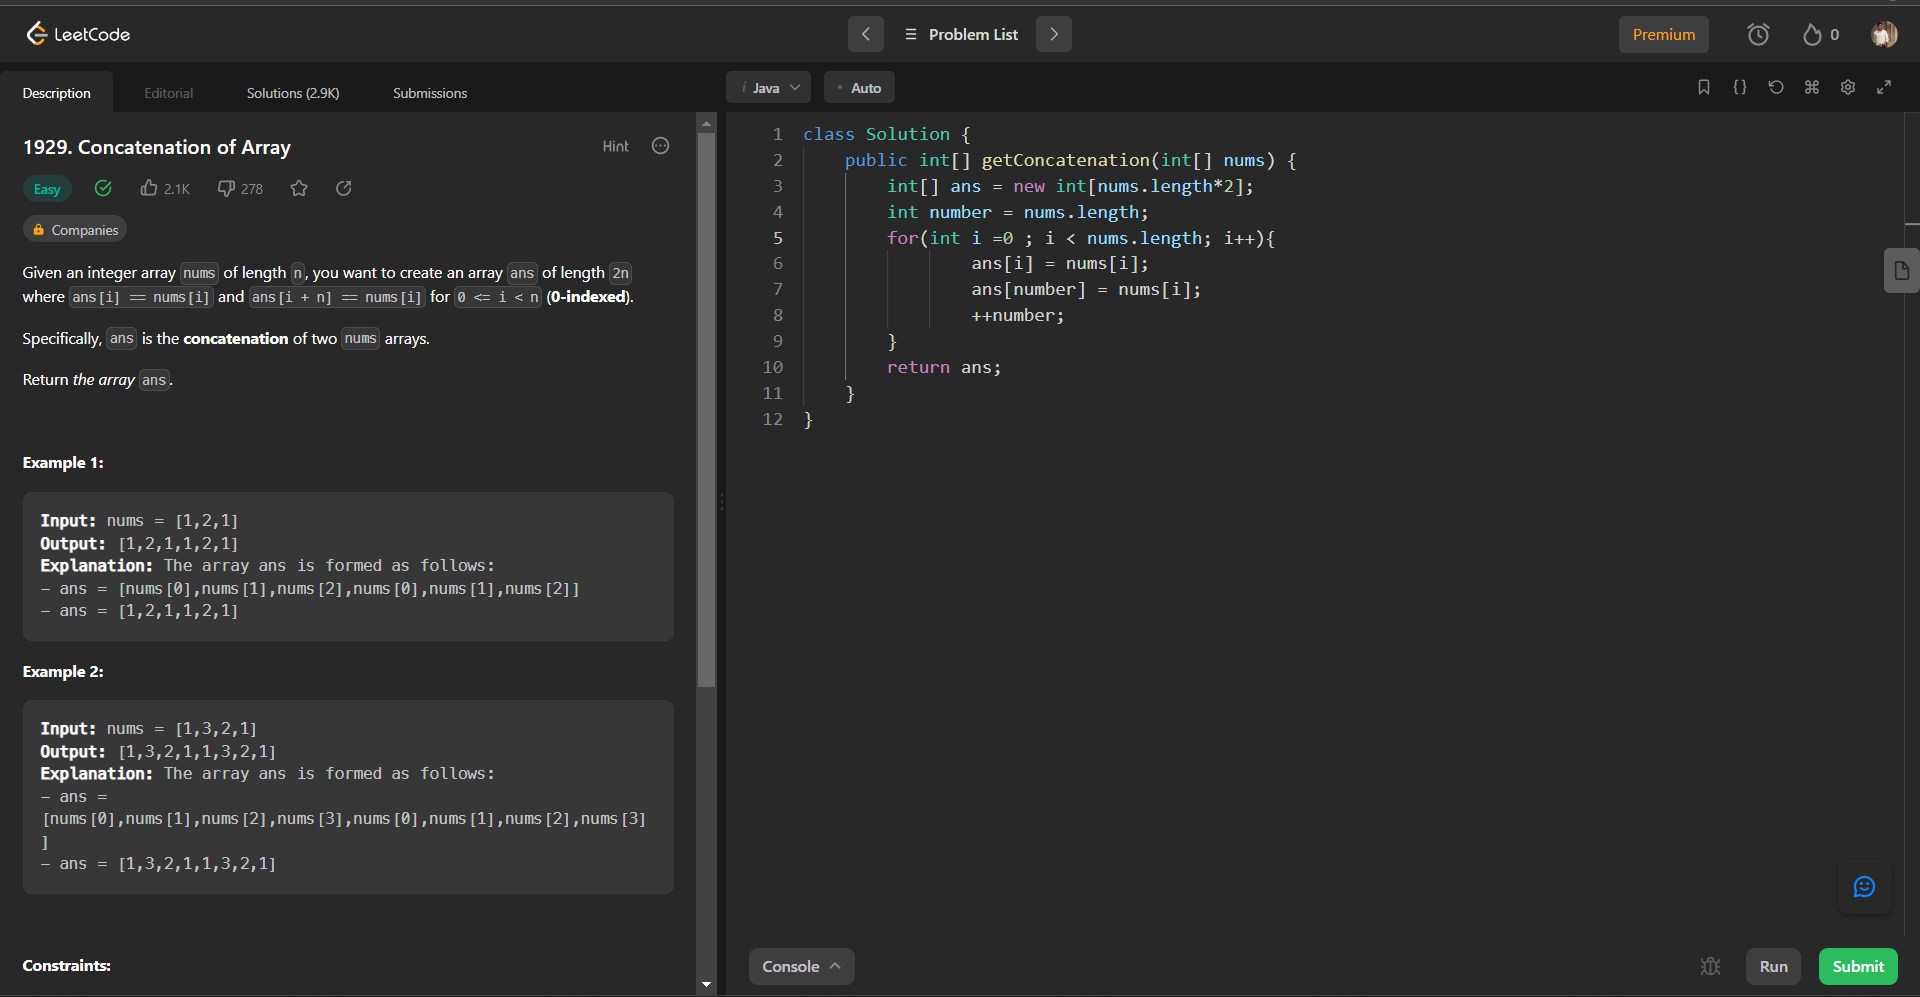 LeetCode
Problem List
Premium
0
Description Editorial Solutions (2.9K) Submissions
1929. Concatenation of Array
Hint
Easy 2.1K 278
Companies
Given an integer array nums of length n, you want to create an array ans of length 2n
where ans[i] == nums[i] and ans[i + n] == nums[i] for 0 <= i < n (0-indexed).
Specifically, ans is the concatenation of two nums arrays.
Return the array ans.
Example 1:
Input: nums = [1,2,1]
Output: [1,2,1,1,2,1]
Explanation: The array ans is formed as follows:
- ans = [nums[0],nums[1],nums[2],nums[0],nums[1],nums[2]]
- ans = [1,2,1,1,2,1]
Example 2:
Input: nums = [1,3,2,1]
Output: [1,3,2,1,1,3,2,1]
Explanation: The array ans is formed as follows:
- ans =
[nums[0],nums[1],nums[2],nums[3],nums[0],nums[1],nums[2],nums[3]
]
- ans = [1,3,2,1,1,3,2,1]
Constraints:
i Java Auto
1 class Solution {
2 public int[] getConcatenation(int[] nums) {
3 int[] ans = new int[nums.length*2];
4 int number = nums.length;
5 for(int i =0 ; i < nums.length; i++){
6 ans[i] = nums[i];
7 ans[number] = nums[i];
8 ++number;
9 }
10 return ans;
11 }
12 }
Console
Run
Submit